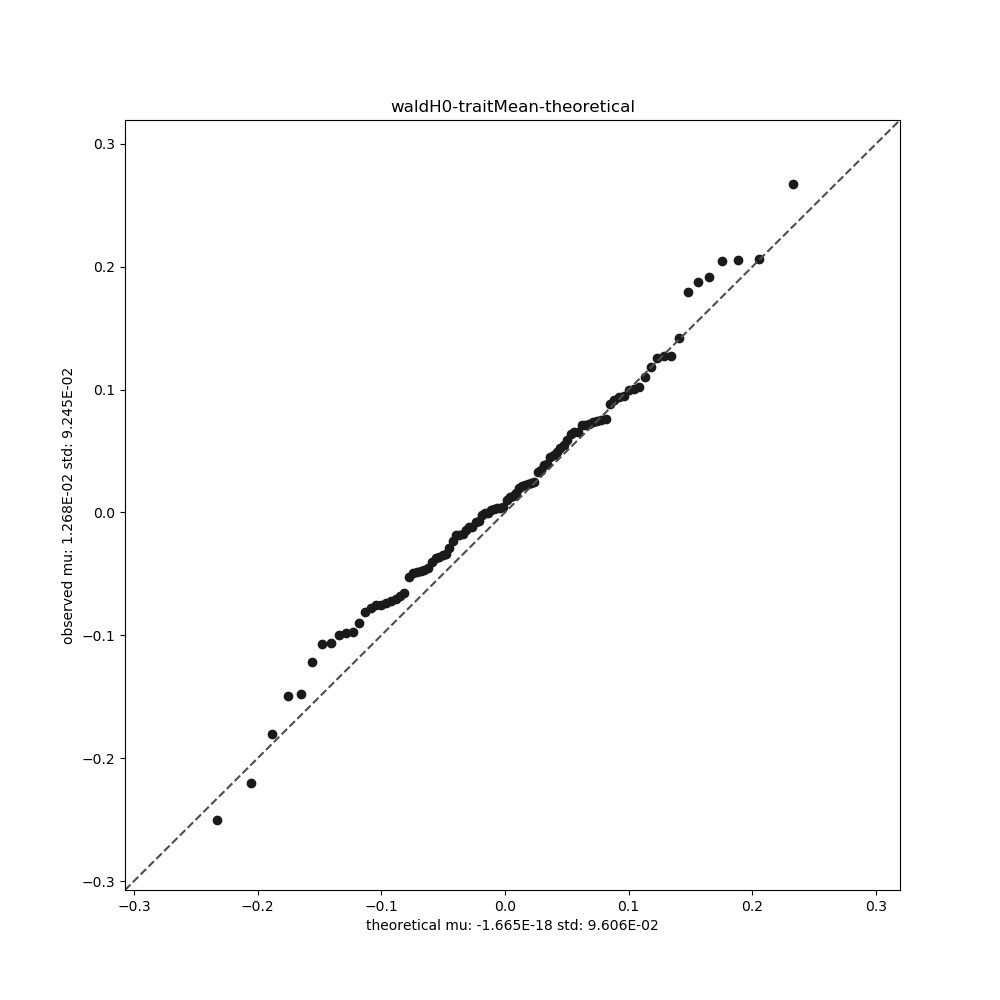 waldH0-traitMean-theoretical
0.3
0.2
0.1
0.0
−0.1
−0.2
−0.3
observed mu: 1.268E-02 std: 9.245E-02
−0.3 −0.2 −0.1 0.0 0.1 0.2 0.3
theoretical mu: -1.665E-18 std: 9.606E-02